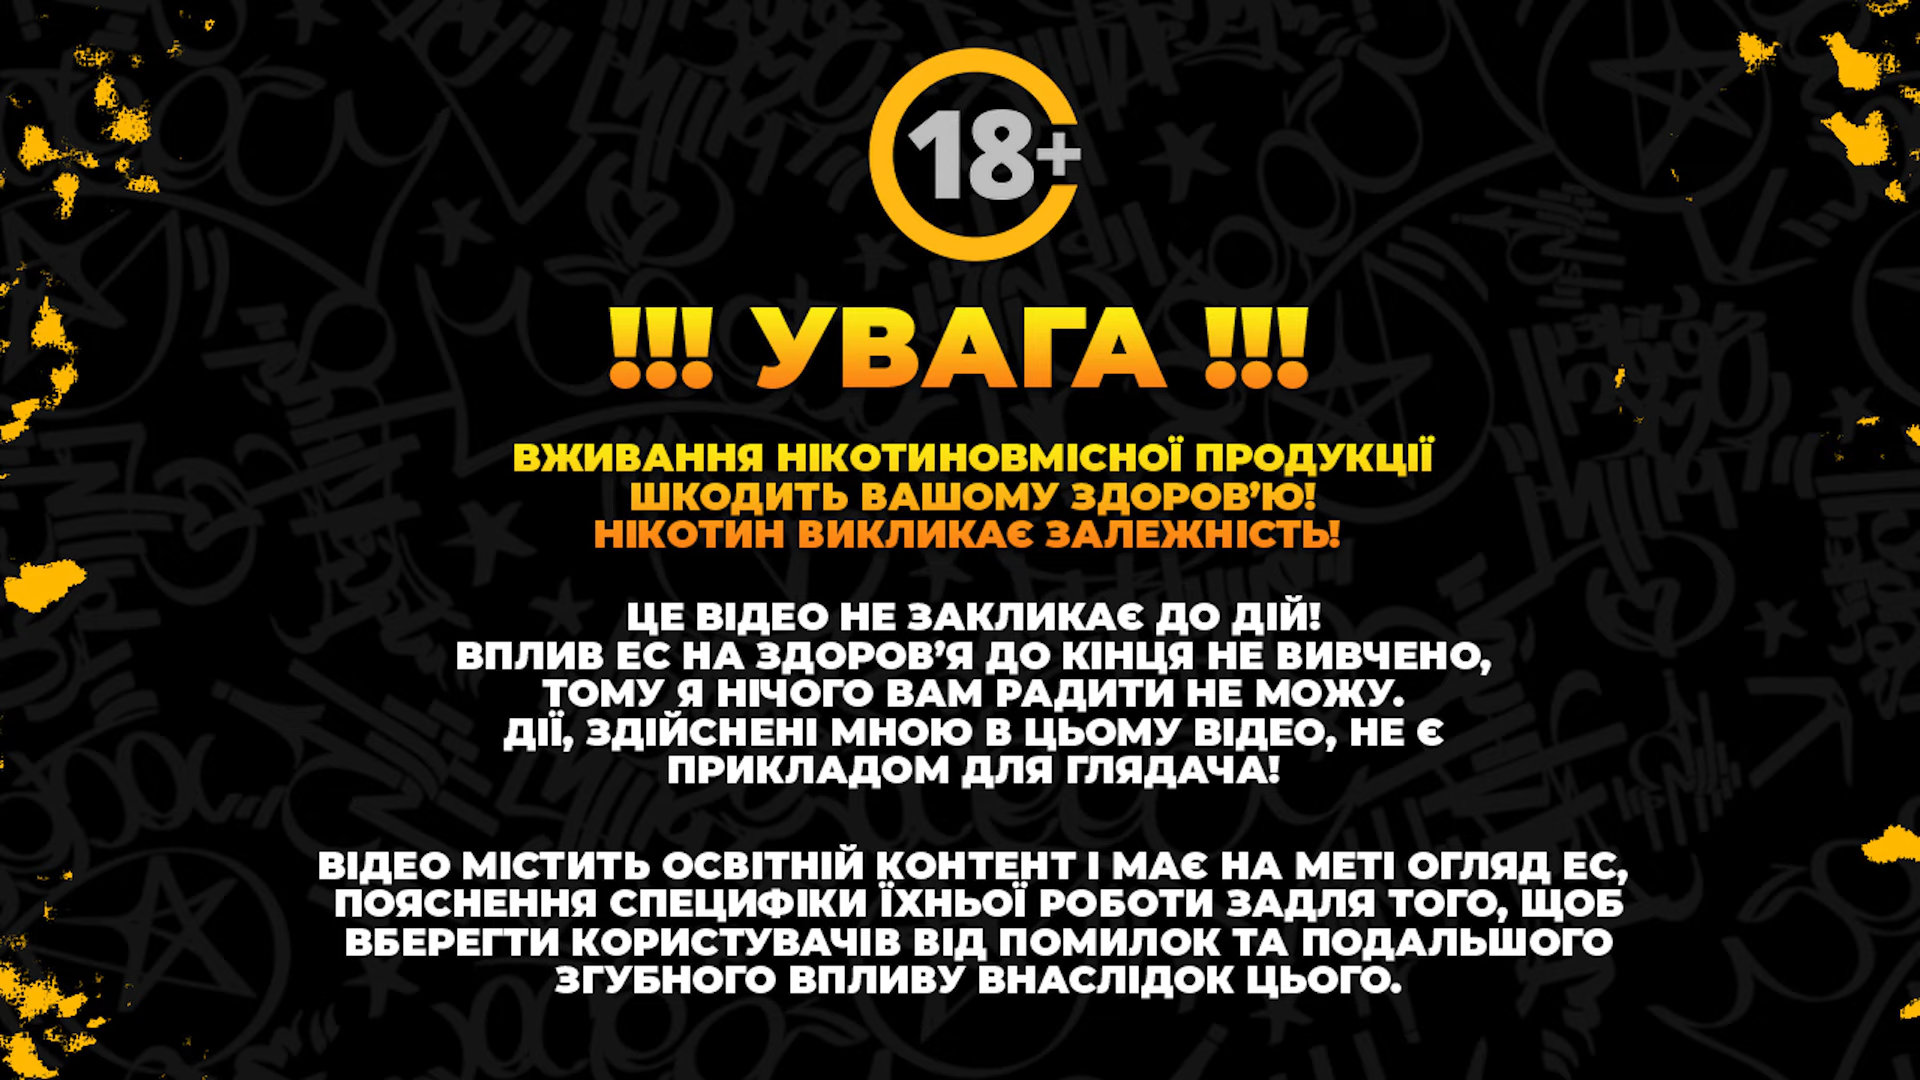 18+
!!! УВАГА !!!
ВЖИВАННЯ НІКОТИНОВМІСНОЇ ПРОДУКЦІЇ
ШКОДИТЬ ВАШОМУ ЗДОРОВ’Ю!
НІКОТИН ВИКЛИКАЄ ЗАЛЕЖНІСТЬ!
ЦЕ ВІДЕО НЕ ЗАКЛИКАЄ ДО ДІЙ!
ВПЛИВ ЕС НА ЗДОРОВ’Я ДО КІНЦЯ НЕ ВИВЧЕНО,
ТОМУ Я НІЧОГО ВАМ РАДИТИ НЕ МОЖУ.
ДІЇ, ЗДІЙСНЕНІ МНОЮ В ЦЬОМУ ВІДЕО, НЕ Є
ПРИКЛАДОМ ДЛЯ ГЛЯДАЧА!
ВІДЕО МІСТИТЬ ОСВІТНІЙ КОНТЕНТ І МАЄ НА МЕТІ ОГЛЯД ЕС,
ПОЯСНЕННЯ СПЕЦИФІКИ ЇХНЬОЇ РОБОТИ ЗАДЛЯ ТОГО, ЩОБ
ВБЕРЕГТИ КОРИСТУВАЧІВ ВІД ПОМИЛОК ТА ПОДАЛЬШОГО
ЗГУБНОГО ВПЛИВУ ВНАСЛІДОК ЦЬОГО.